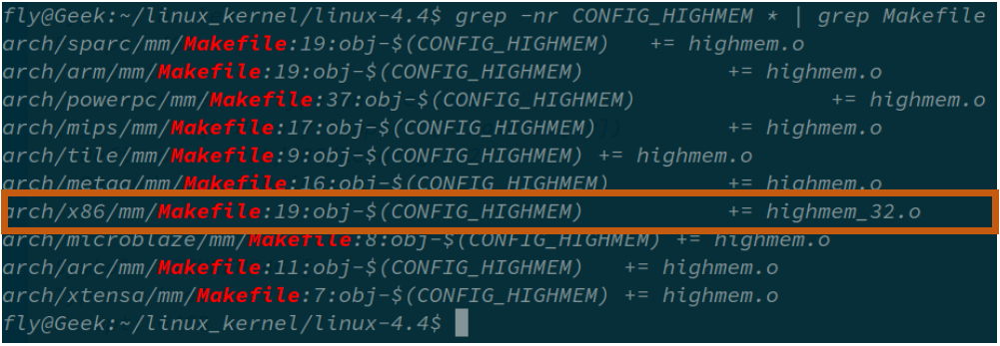 fly@Geek:~/linux_kernel/linux-4.4$ grep -nr CONFIG_HIGHMEM * | grep Makefile
arch/sparc/mm/Makefile:19:obj-$(CONFIG_HIGHMEM) += highmem.o
arch/arm/mm/Makefile:19:obj-$(CONFIG_HIGHMEM) += highmem.o
arch/powerpc/mm/Makefile:37:obj-$(CONFIG_HIGHMEM) += highmem.o
arch/mips/mm/Makefile:17:obj-$(CONFIG_HIGHMEM) += highmem.o
arch/tile/mm/Makefile:9:obj-$(CONFIG_HIGHMEM) += highmem.o
arch/metag/mm/Makefile:16:obj-$(CONFIG_HIGHMEM) += highmem.o
arch/x86/mm/Makefile:19:obj-$(CONFIG_HIGHMEM) += highmem_32.o
arch/microblaze/mm/Makefile:8:obj-$(CONFIG_HIGHMEM) += highmem.o
arch/arc/mm/Makefile:11:obj-$(CONFIG_HIGHMEM) += highmem.o
arch/xtensa/mm/Makefile:7:obj-$(CONFIG_HIGHMEM) += highmem.o
fly@Geek:~/linux_kernel/linux-4.4$